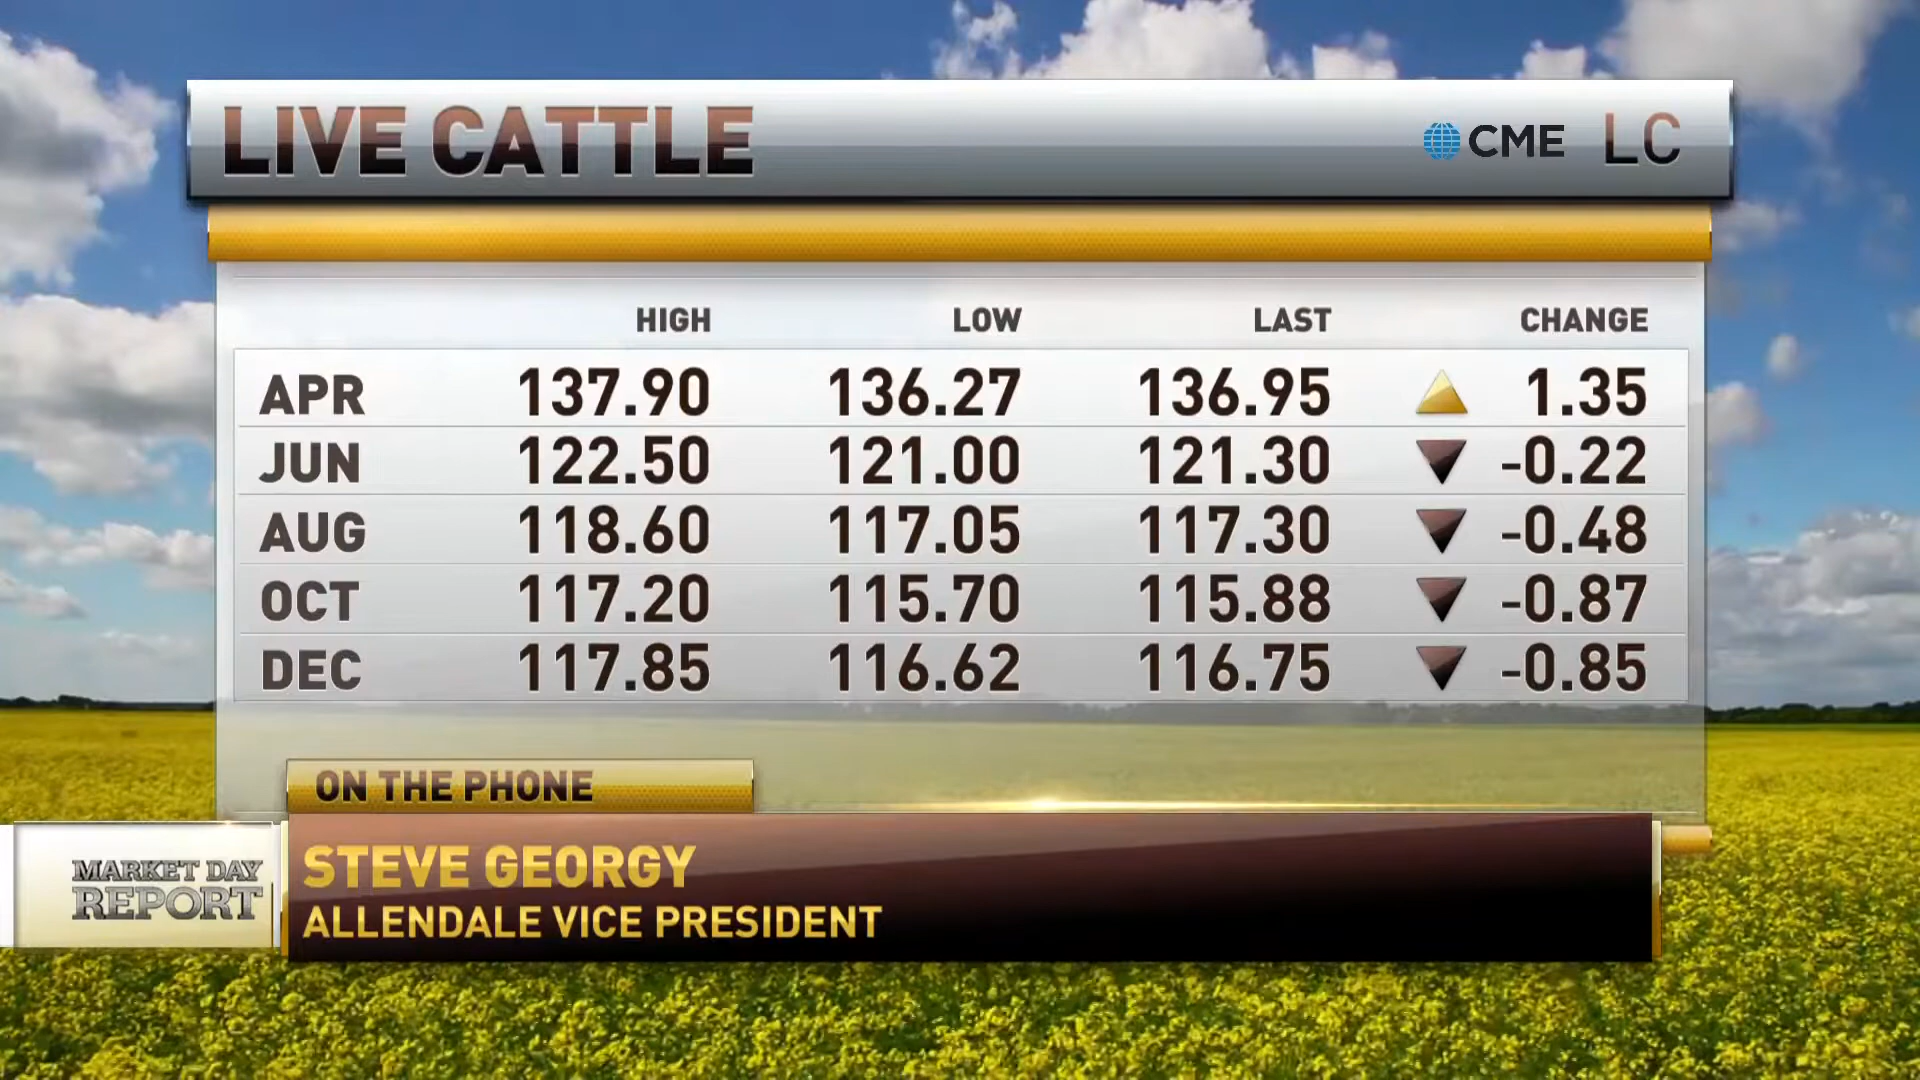 LIVE CATTLE CME LC
HIGH LOW LAST CHANGE
APR 137.90 136.27 136.95 1.35
JUN 122.50 121.00 121.30 -0.22
AUG 118.60 117.05 117.30 -0.48
OCT 117.20 115.70 115.88 -0.87
DEC 117.85 116.62 116.75 -0.85
ON THE PHONE
MARKET DAY
REPORT
STEVE GEORGY
ALLENDALE VICE PRESIDENT